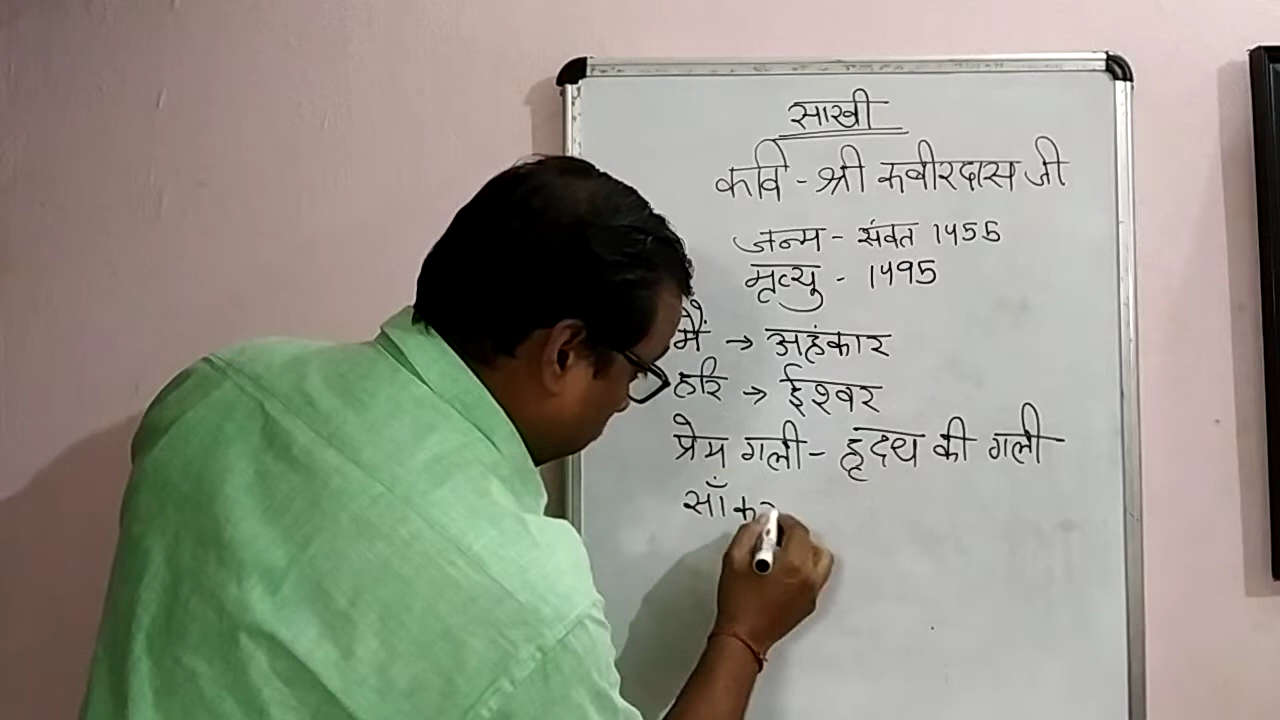 साखी
कवि - श्री कबीरदास जी
जन्म - संवत 1455
मृत्यु - 1495
मैं → अहंकार
हरि → ईश्वर
प्रेम गली - हृदय की गली